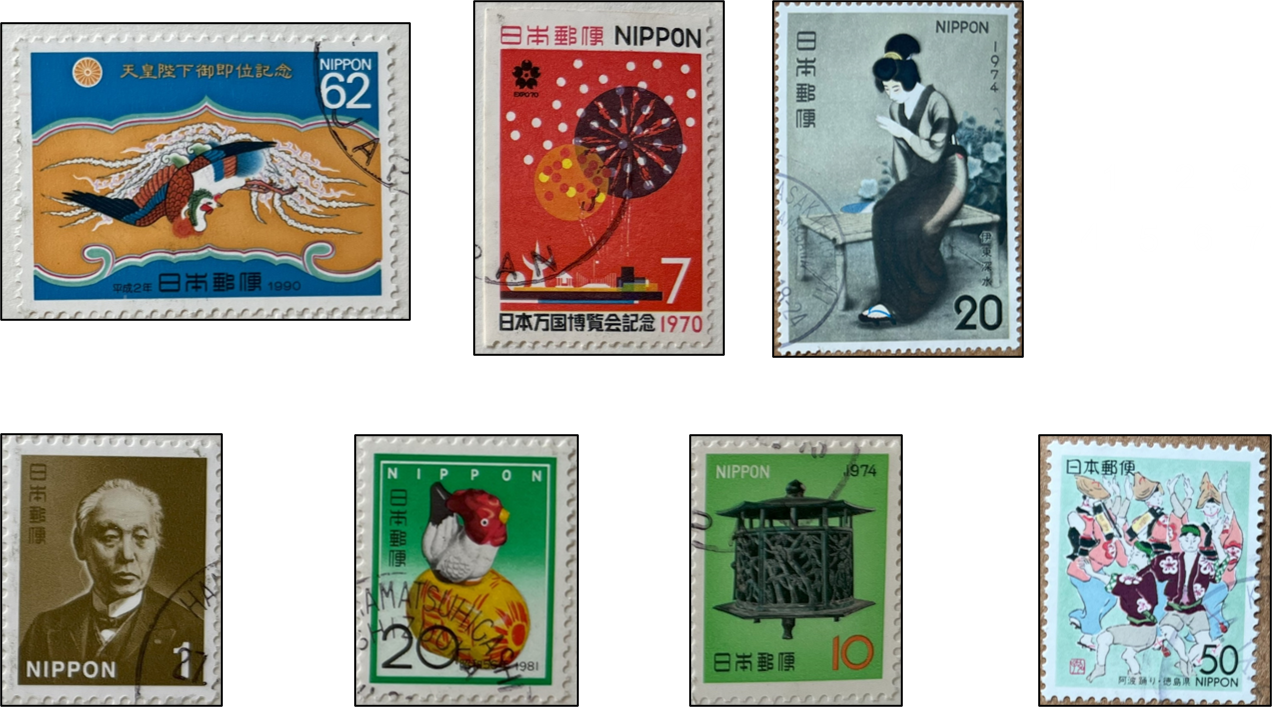 天皇陛下御即位記念
NIPPON
62
平成2年 日本郵便 1990
日本郵便 NIPPON
EXPO'70
PAN
7
日本万国博覧会記念 1970
日本郵便
NIPPON
1974
伊東深水
20
日本郵便
1
NIPPON
HA
27
NIPPON
日本郵便
AMATSUHIGASHI
20
1981
NIPPON
1974
日本郵便
10
日本郵便
50
阿波踊り・徳島県 NIPPON